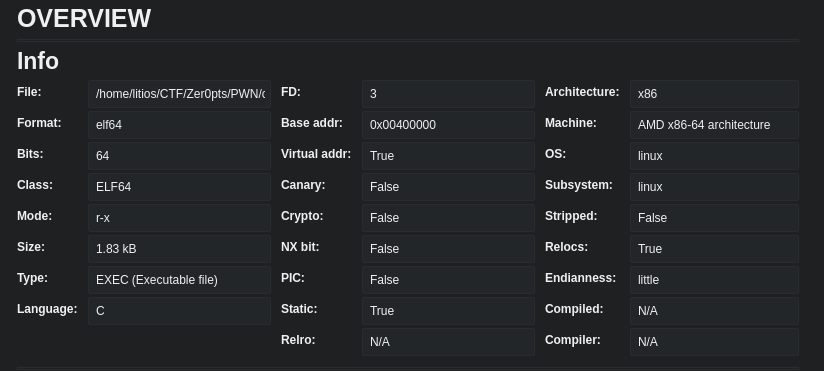 OVERVIEW
Info
File: /home/litios/CTF/Zer0pts/PWN/c FD: 3 Architecture: x86
Format: elf64 Base addr: 0x00400000 Machine: AMD x86-64 architecture
Bits: 64 Virtual addr: True OS: linux
Class: ELF64 Canary: False Subsystem: linux
Mode: r-x Crypto: False Stripped: False
Size: 1.83 kB NX bit: False Relocs: True
Type: EXEC (Executable file) PIC: False Endianness: little
Language: C Static: True Compiled: N/A
Relro: N/A Compiler: N/A